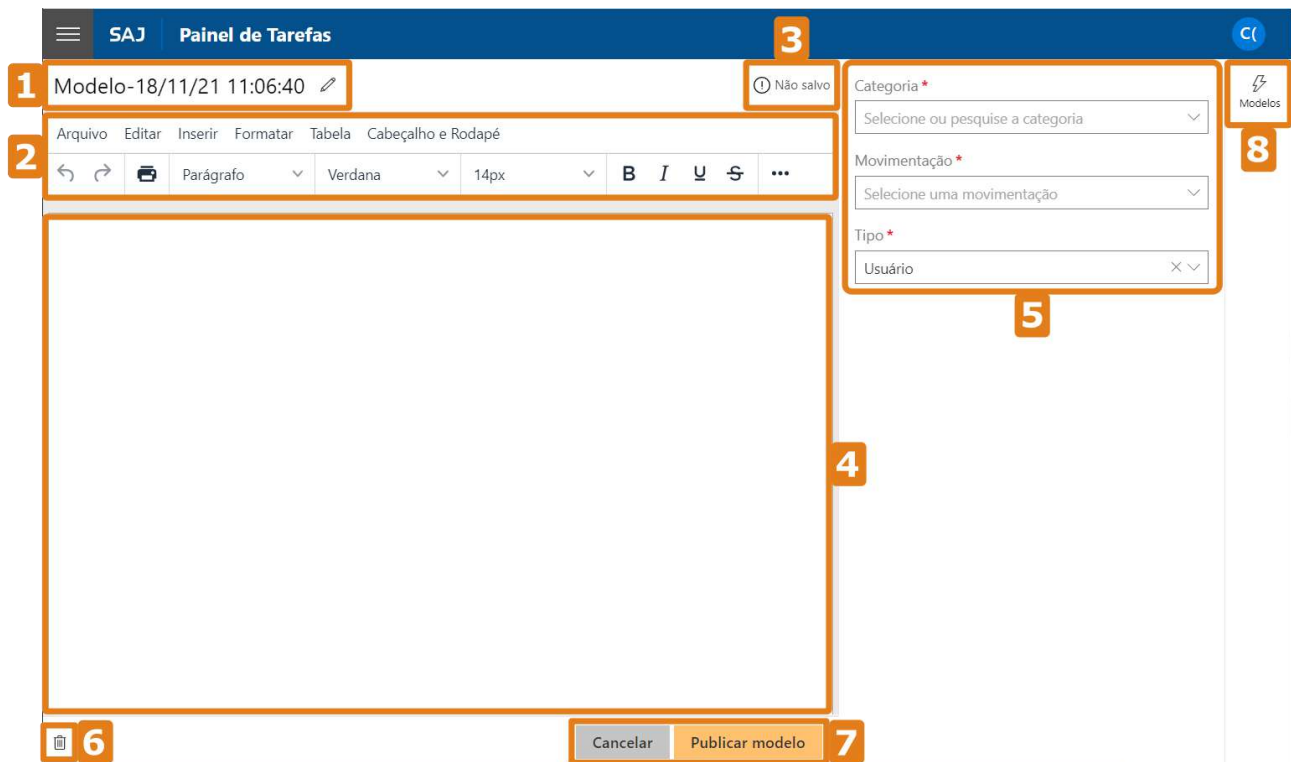 SAJ Painel de Tarefas C(
3
1 Modelo-18/11/21 11:06:40 Não salvo
Categoria *
Selecione ou pesquise a categoria
Modelos
8
2 Arquivo Editar Inserir Formatar Tabela Cabeçalho e Rodapé
Parágrafo Verdana 14px B I U S •••
Movimentação *
Selecione uma movimentação
Tipo *
Usuário
5
4
6 Cancelar Publicar modelo 7